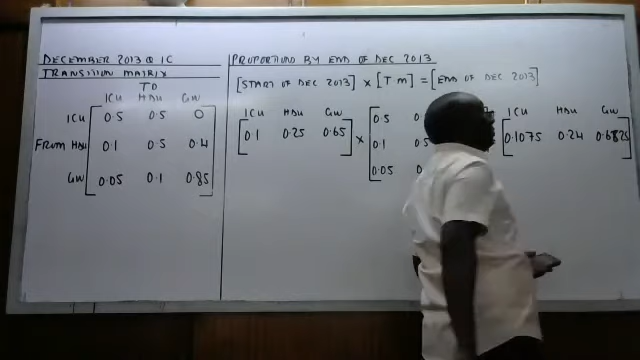 DECEMBER 2013 Q 1C
TRANSITION MATRIX
TO
ICU HDU GW
ICU 0.5 0.5 0
FROM HDU 0.1 0.5 0.4
GW 0.05 0.1 0.85
PROPORTIONS BY END OF DEC 2013
[START OF DEC 2013] x [T.M] = [END OF DEC 2013]
ICU HDU GW
0.1 0.25 0.65
x
0.5 0
0.1
0.05 0
ICU HDU GW
0.1075 0.24